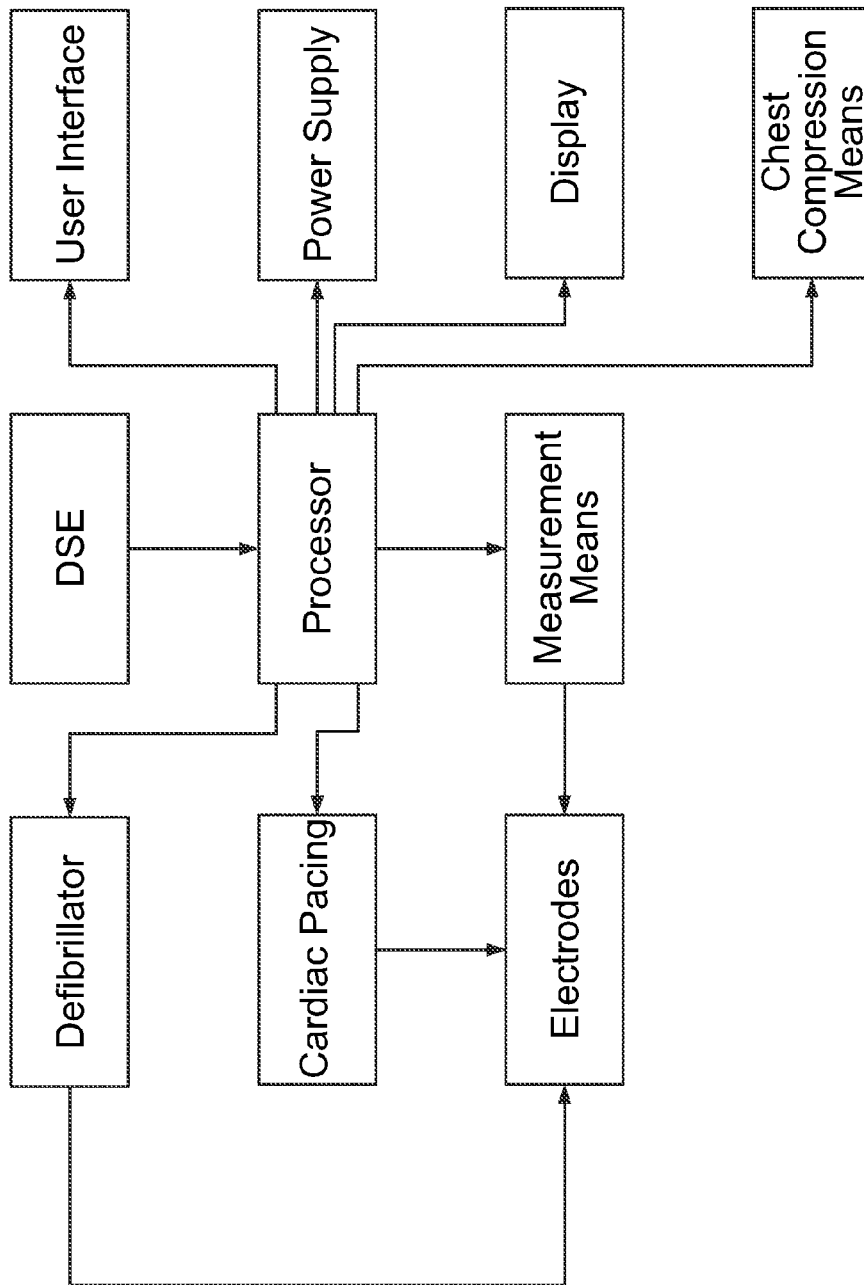 Defibrillator
DSE
User Interface
Cardiac Pacing
Processor
Power Supply
Electrodes
Measurement
Means
Display
Chest
Compression
Means